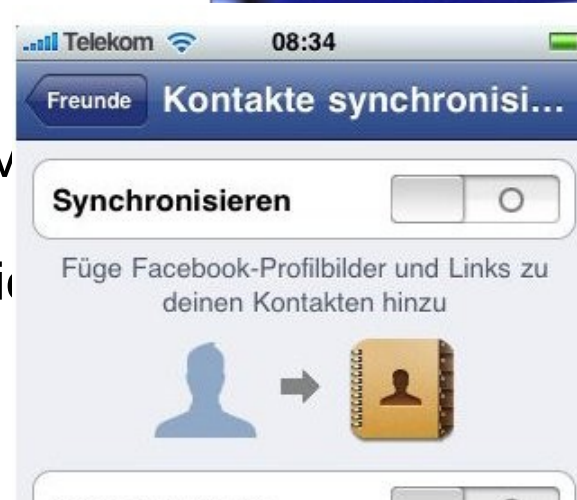 Telekom 08:34
Freunde Kontakte synchronisi...
Synchronisieren
Füge Facebook-Profilbilder und Links zu
deinen Kontakten hinzu